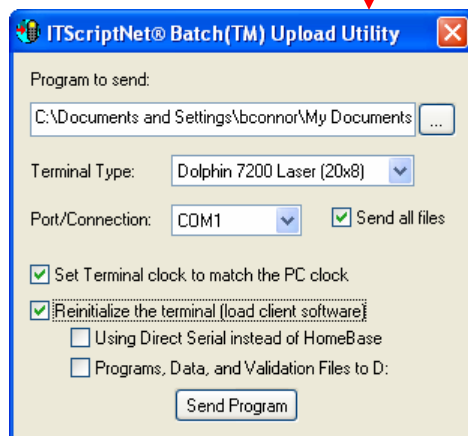 ITScriptNet® Batch(TM) Upload Utility
Program to send:
C:\Documents and Settings\bconnor\My Documents ...
Terminal Type: Dolphin 7200 Laser (20x8)
Port/Connection: COM1 Send all files
Set Terminal clock to match the PC clock
Reinitialize the terminal (load client software)
Using Direct Serial instead of HomeBase
Programs, Data, and Validation Files to D:
Send Program